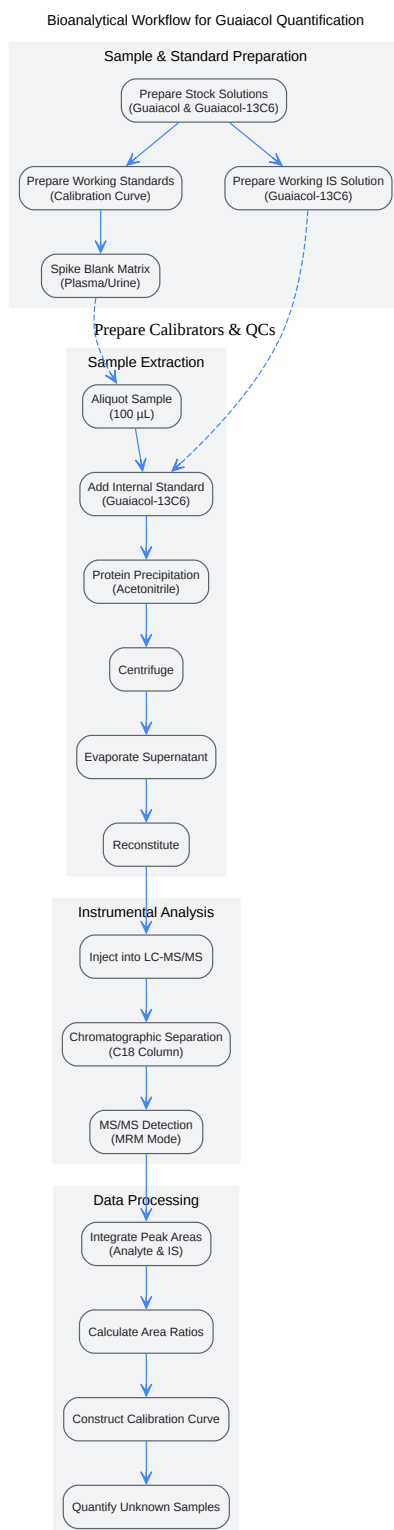 Bioanalytical Workflow for Guaiacol Quantification
Sample & Standard Preparation
Prepare Stock Solutions
(Guaiacol & Guaiacol-13C6)
Prepare Working Standards
(Calibration Curve)
Prepare Working IS Solution
(Guaiacol-13C6)
Spike Blank Matrix
(Plasma/Urine)
Prepare Calibrators & QCs
Sample Extraction
Aliquot Sample
(100 µL)
Add Internal Standard
(Guaiacol-13C6)
Protein Precipitation
(Acetonitrile)
Centrifuge
Evaporate Supernatant
Reconstitute
Instrumental Analysis
Inject into LC-MS/MS
Chromatographic Separation
(C18 Column)
MS/MS Detection
(MRM Mode)
Data Processing
Integrate Peak Areas
(Analyte & IS)
Calculate Area Ratios
Construct Calibration Curve
Quantify Unknown Samples